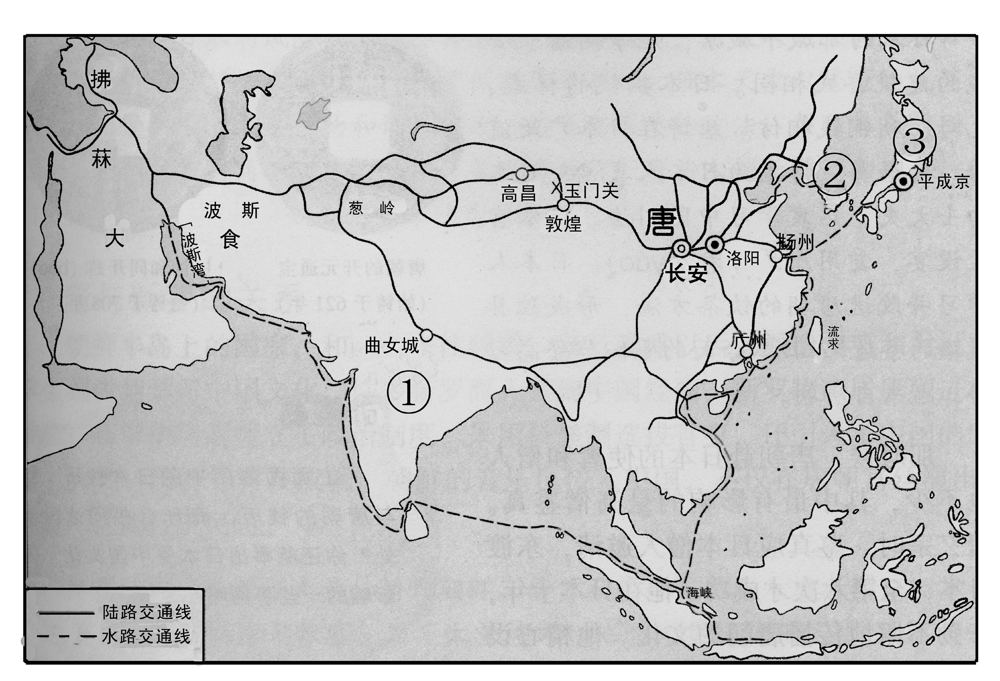 拂
菻
大
波 斯
食
波
斯
湾
葱 岭
高昌
玉门关
敦煌
唐
长安
洛阳
扬州
平成京
②
③
曲女城
①
广州
流
求
海峡
陆路交通线
水路交通线